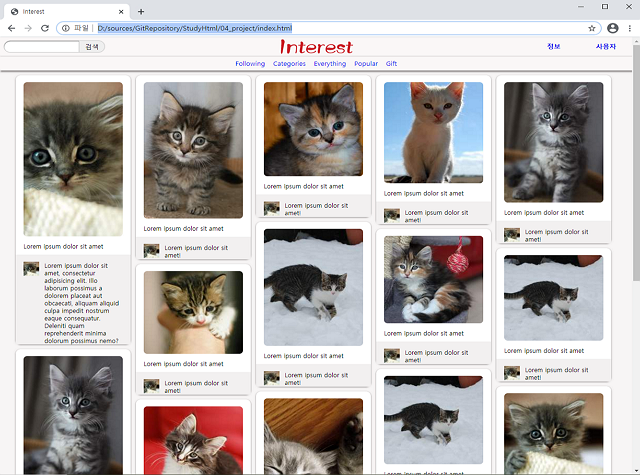 Interest
파일
D:/sources/GitRepository/StudyHtml/04_project/index.html
검색
Interest
정보
사용자
Following
Categories
Everything
Popular
Gift
Lorem ipsum dolor sit amet
Lorem ipsum dolor sit
amet, consectetur
adipisicing elit. Illo
laborum possimus a
dolorem placeat aut
obcaecati, aliquam aliquid
culpa impedit nostrum
eaque consequatur.
Deleniti quam
reprehenderit minima
dolorum possimus nemo?
Lorem ipsum dolor sit amet
Lorem ipsum dolor sit
amet!
Lorem ipsum dolor sit amet
Lorem ipsum dolor sit
amet!
Lorem ipsum dolor sit amet
Lorem ipsum dolor sit
amet!
Lorem ipsum dolor sit amet
Lorem ipsum dolor sit
amet!
Lorem ipsum dolor sit amet
Lorem ipsum dolor sit
amet!
Lorem ipsum dolor sit amet
Lorem ipsum dolor sit
amet!
Lorem ipsum dolor sit amet
Lorem ipsum dolor sit
amet!
Lorem ipsum dolor sit amet
Lorem ipsum dolor sit
amet!
Lorem ipsum dolor sit amet